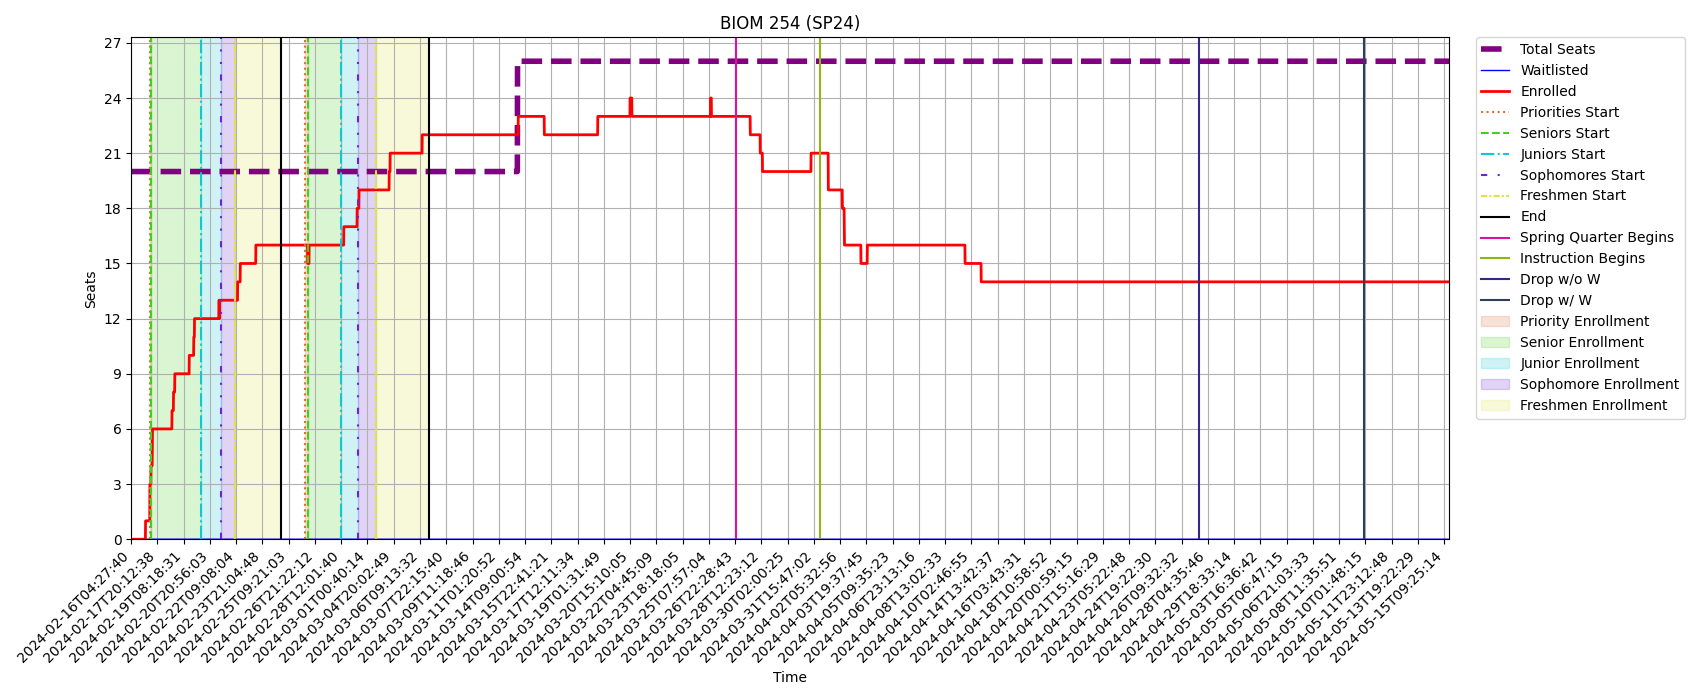 BIOM 254 (SP24)
27
24
21
18
15
12
9
6
3
0
Seats
2024-02-16T04:27:40
2024-02-17T20:12:38
2024-02-19T08:18:31
2024-02-20T20:56:03
2024-02-22T09:08:04
2024-02-23T21:04:48
2024-02-25T09:21:03
2024-02-26T21:22:12
2024-02-28T12:01:40
2024-03-01T00:40:14
2024-03-04T20:02:49
2024-03-06T09:13:32
2024-03-07T22:15:40
2024-03-11T01:18:46
2024-03-11T20:20:52
2024-03-14T09:00:54
2024-03-15T22:41:21
2024-03-17T12:11:34
2024-03-19T01:31:49
2024-03-20T15:10:05
2024-03-22T04:45:09
2024-03-23T18:18:05
2024-03-25T07:57:04
2024-03-26T22:28:43
2024-03-28T12:23:12
2024-03-30T02:00:25
2024-03-31T15:47:02
2024-04-02T05:32:56
2024-04-03T19:37:45
2024-04-05T09:35:23
2024-04-06T23:13:16
2024-04-08T13:02:33
2024-04-10T02:46:55
2024-04-14T13:42:37
2024-04-16T03:43:31
2024-04-18T10:58:52
2024-04-20T00:59:15
2024-04-21T15:16:29
2024-04-23T05:22:48
2024-04-24T19:22:30
2024-04-26T09:32:32
2024-04-28T04:35:46
2024-04-29T18:33:14
2024-05-03T16:36:42
2024-05-05T06:47:15
2024-05-06T21:03:33
2024-05-08T11:35:51
2024-05-10T01:48:15
2024-05-11T23:12:48
2024-05-13T19:22:29
2024-05-15T09:25:14
Time
Total Seats
Waitlisted
Enrolled
Priorities Start
Seniors Start
Juniors Start
Sophomores Start
Freshmen Start
End
Spring Quarter Begins
Instruction Begins
Drop w/o W
Drop w/ W
Priority Enrollment
Senior Enrollment
Junior Enrollment
Sophomore Enrollment
Freshmen Enrollment